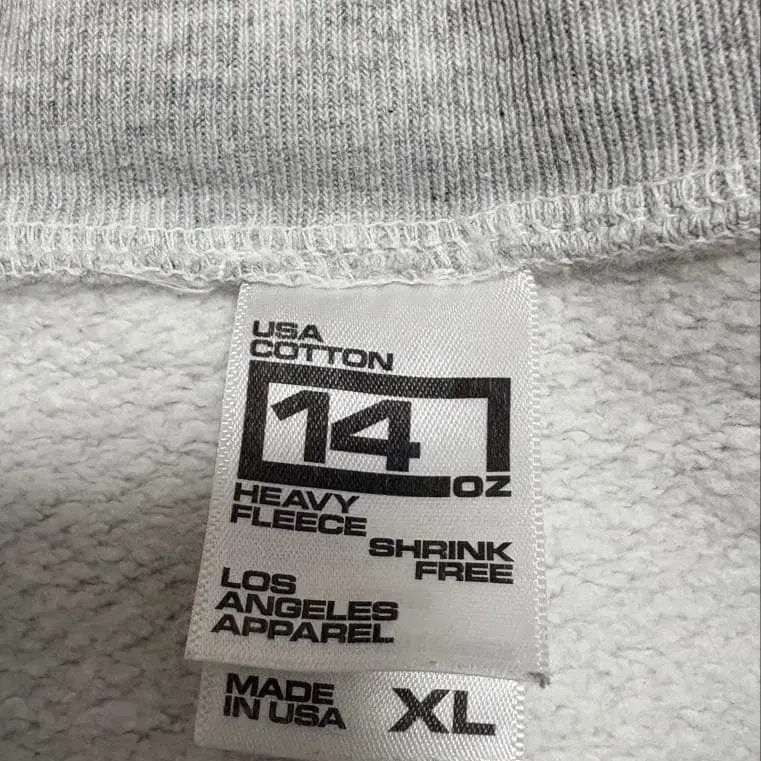 USA
COTTON
14
OZ
HEAVY
FLEECE
SHRINK
FREE
LOS
ANGELES
APPAREL
MADE
IN USA
XL